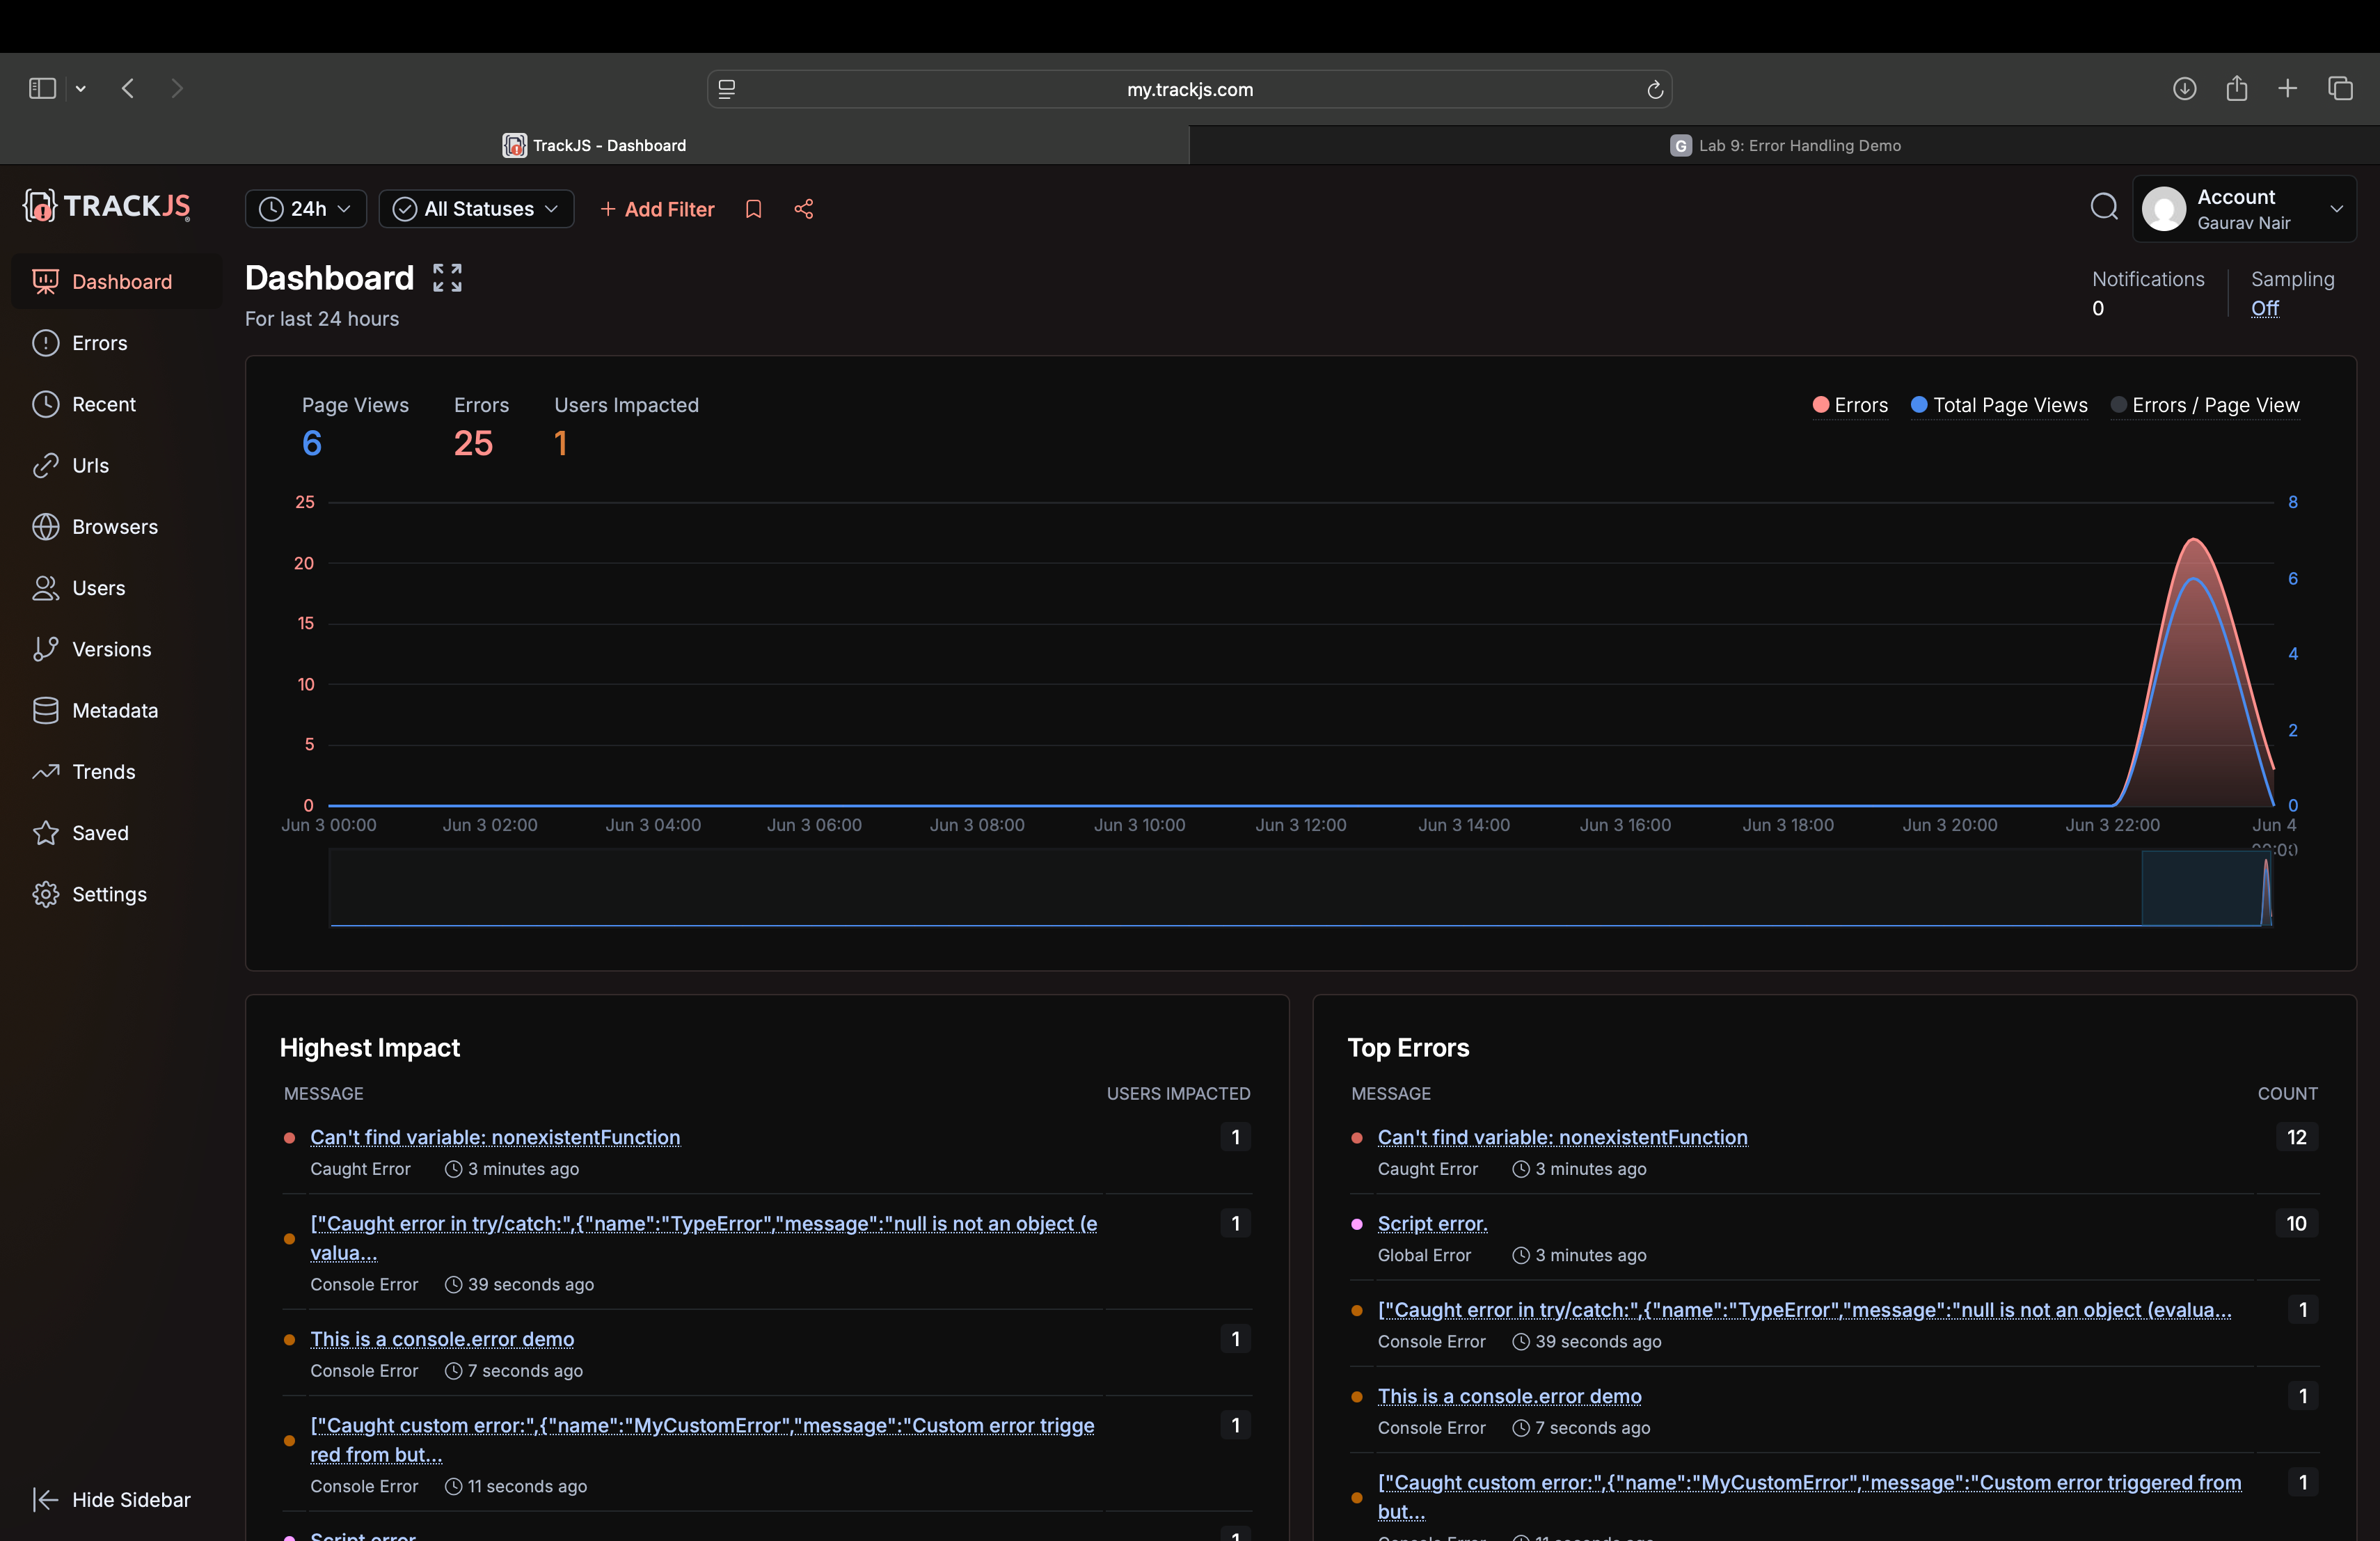 my.trackjs.com
TrackJS - Dashboard
G Lab 9: Error Handling Demo
TRACKJS
24h
All Statuses
+ Add Filter
Account
Gaurav Nair
Dashboard
Errors
Recent
Urls
Browsers
Users
Versions
Metadata
Trends
Saved
Settings
Hide Sidebar
Dashboard
For last 24 hours
Notifications
0
Sampling
Off
Page Views
6
Errors
25
Users Impacted
1
Errors
Total Page Views
Errors / Page View
25
20
15
10
5
0
8
6
4
2
0
Jun 3 00:00
Jun 3 02:00
Jun 3 04:00
Jun 3 06:00
Jun 3 08:00
Jun 3 10:00
Jun 3 12:00
Jun 3 14:00
Jun 3 16:00
Jun 3 18:00
Jun 3 20:00
Jun 3 22:00
Jun 4
Highest Impact
MESSAGE USERS IMPACTED
Can't find variable: nonexistentFunction 1
Caught Error 3 minutes ago
["Caught error in try/catch:",{"name":"TypeError","message":"null is not an object (e 1
valua...
Console Error 39 seconds ago
This is a console.error demo 1
Console Error 7 seconds ago
["Caught custom error:",{"name":"MyCustomError","message":"Custom error trigge 1
red from but...
Console Error 11 seconds ago
Script error. 1
Top Errors
MESSAGE COUNT
Can't find variable: nonexistentFunction 12
Caught Error 3 minutes ago
Script error. 10
Global Error 3 minutes ago
["Caught error in try/catch:",{"name":"TypeError","message":"null is not an object (evalua... 1
Console Error 39 seconds ago
This is a console.error demo 1
Console Error 7 seconds ago
["Caught custom error:",{"name":"MyCustomError","message":"Custom error triggered from 1
but...
Console Error 11 seconds ago